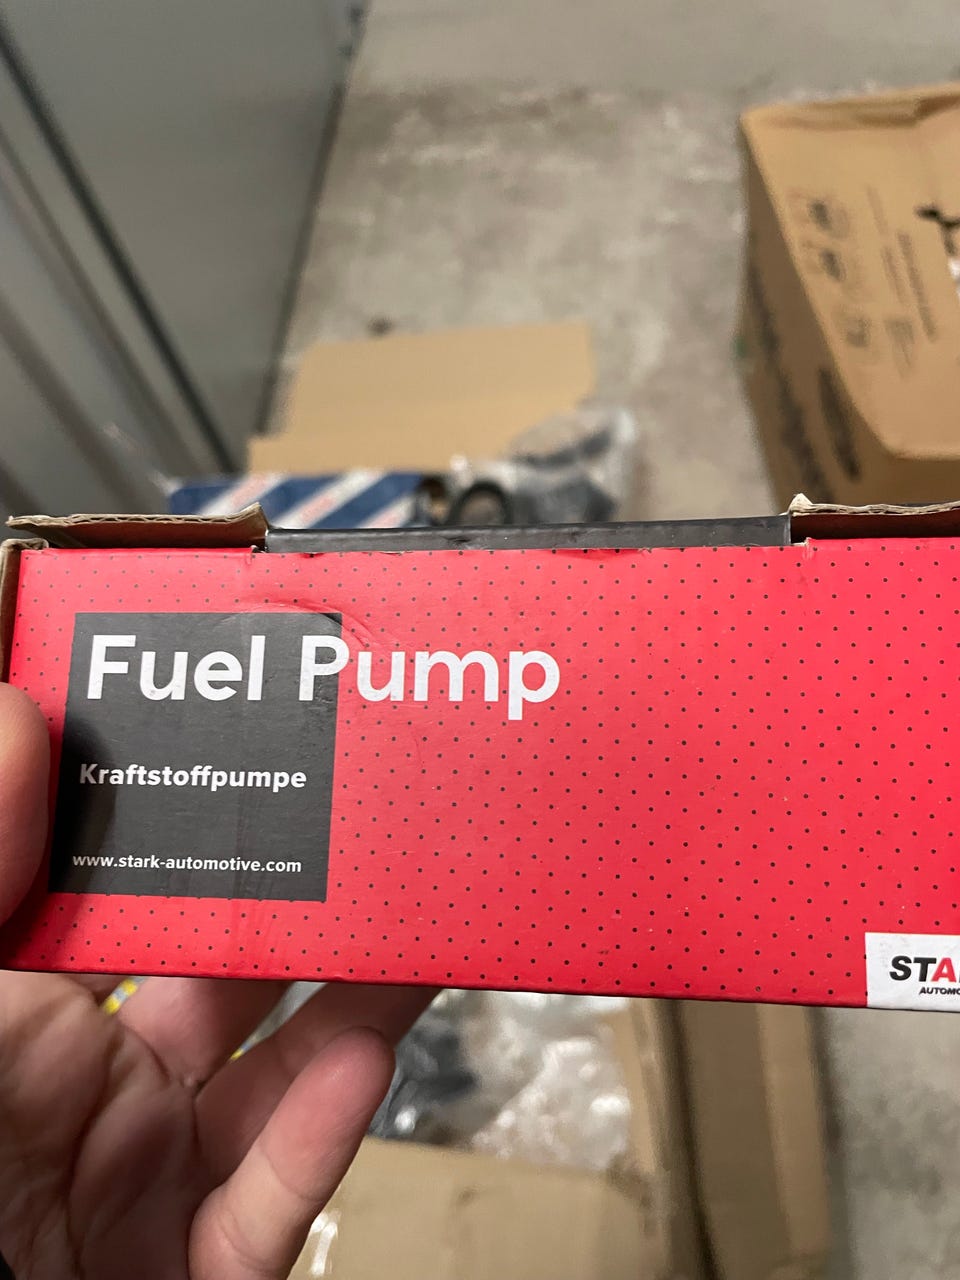 Fuel Pump
Kraftstoffpumpe
www.stark-automotive.com